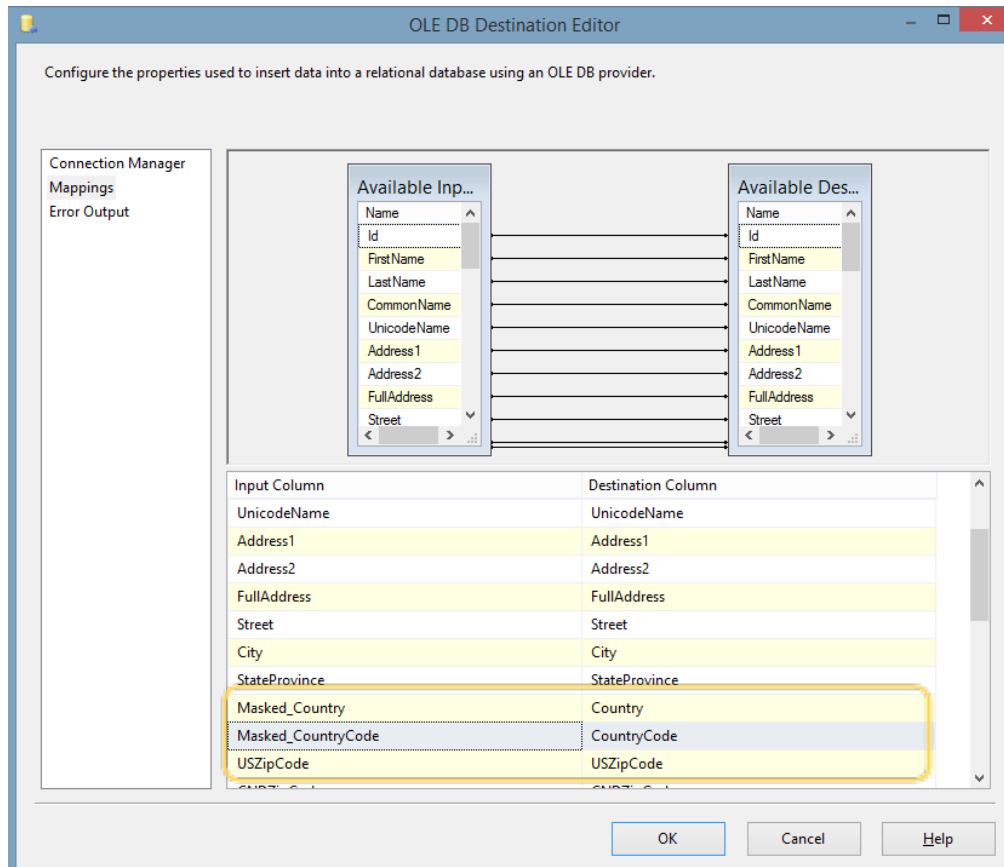 OLE DB Destination Editor
Configure the properties used to insert data into a relational database using an OLE DB provider.
Connection Manager
Mappings
Error Output
Available Inp...
Name
Id
FirstName
LastName
CommonName
UnicodeName
Address1
Address2
FullAddress
Street
Available Des...
Name
Id
FirstName
LastName
CommonName
UnicodeName
Address1
Address2
FullAddress
Street
Input Column Destination Column
UnicodeName UnicodeName
Address1 Address1
Address2 Address2
FullAddress FullAddress
Street Street
City City
StateProvince StateProvince
Masked_Country Country
Masked_CountryCode CountryCode
USZipCode USZipCode
OK Cancel Help